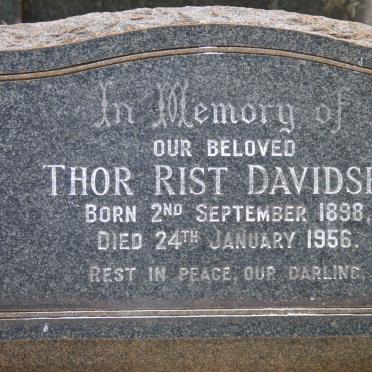 In Memory of
OUR BELOVED
THOR RIST
BORN 2ND SEPTEMBER 1898,
DIED 24TH JANUARY 1956.
REST IN PEACE, OUR DARLING.